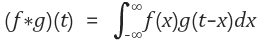 (f*g)(t) = ∫_{-∞}^{∞} f(x)g(t-x)dx